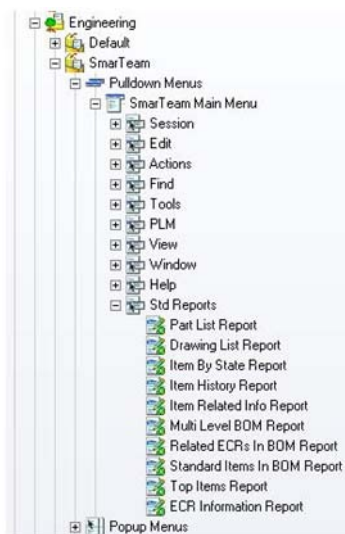 Engineering
Default
SmarTeam
Pulldown Menus
SmarTeam Main Menu
Session
Edit
Actions
Find
Tools
PLM
View
Window
Help
Std Reports
Part List Report
Drawing List Report
Item By State Report
Item History Report
Item Related Info Report
Multi Level BOM Report
Related ECRs In BOM Report
Standard Items In BOM Report
Top Items Report
ECR Information Report
Popup Menus